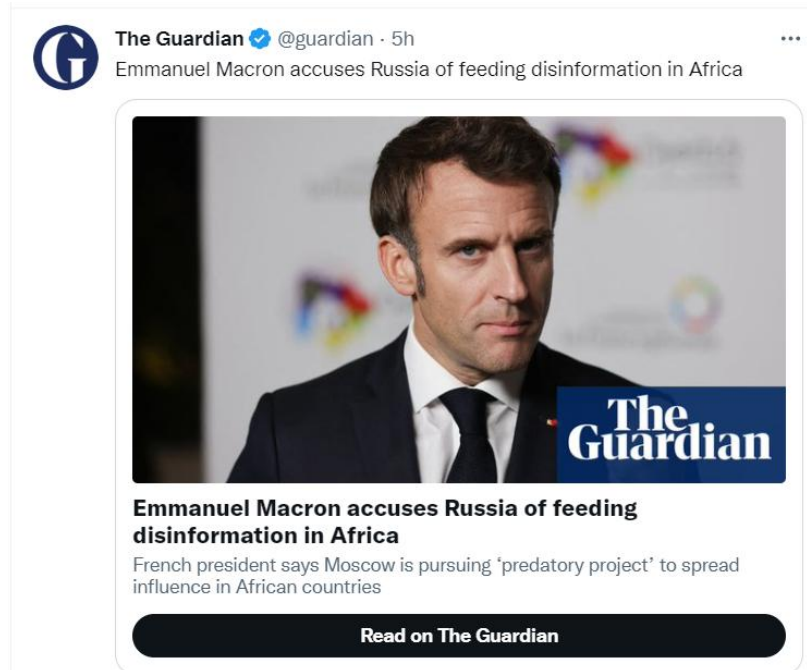 The Guardian @guardian · 5h
Emmanuel Macron accuses Russia of feeding disinformation in Africa
The
Guardian
Emmanuel Macron accuses Russia of feeding
disinformation in Africa
French president says Moscow is pursuing ‘predatory project’ to spread
influence in African countries
Read on The Guardian